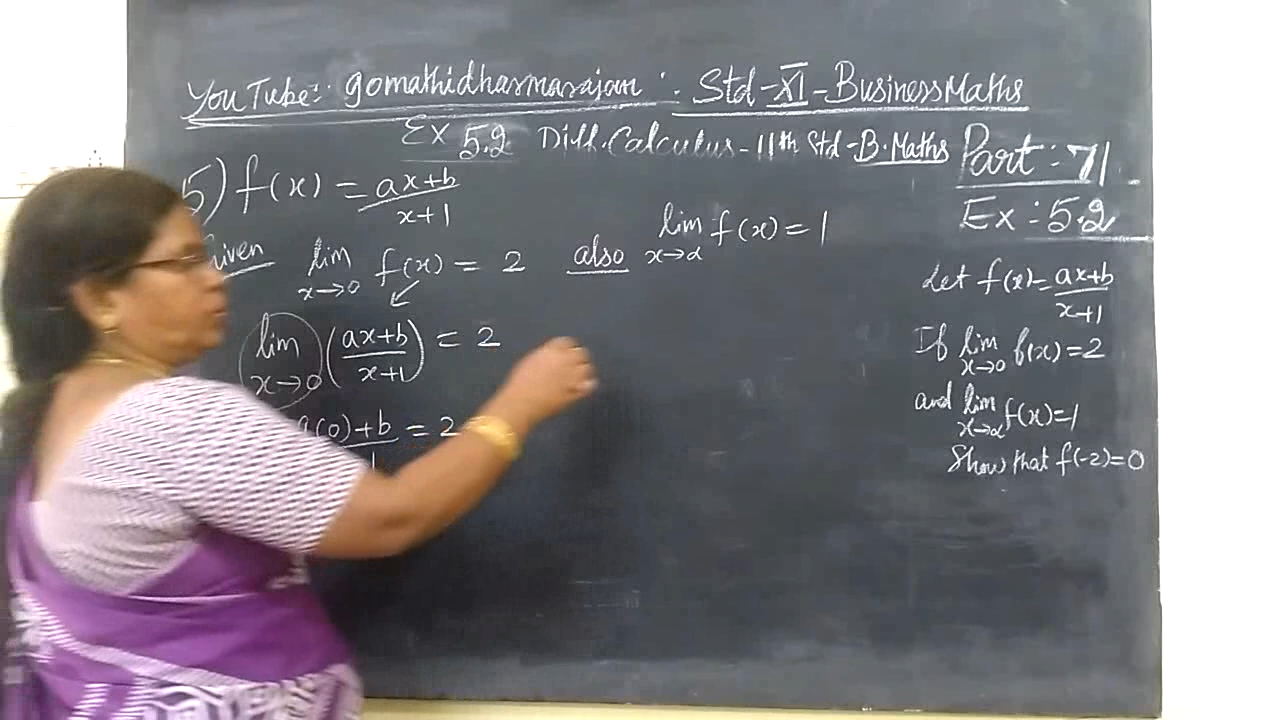 YouTube:- gomathidharmarajan : Std-XI-BusinessMaths
Ex 5.2 Diff.Calculus-11th Std-B.Maths
Part:-71
Ex:-5.2
5) f(x) = ax+b
x+1
Given lim f(x) = 2 also lim f(x) = 1
x→0 x→α
lim (ax+b) = 2
x→0 x+1
a(0)+b = 2
1
Let f(x)=ax+b
x+1
If lim f(x)=2
x→0
and lim f(x)=1
x→α
Show that f(-2)=0